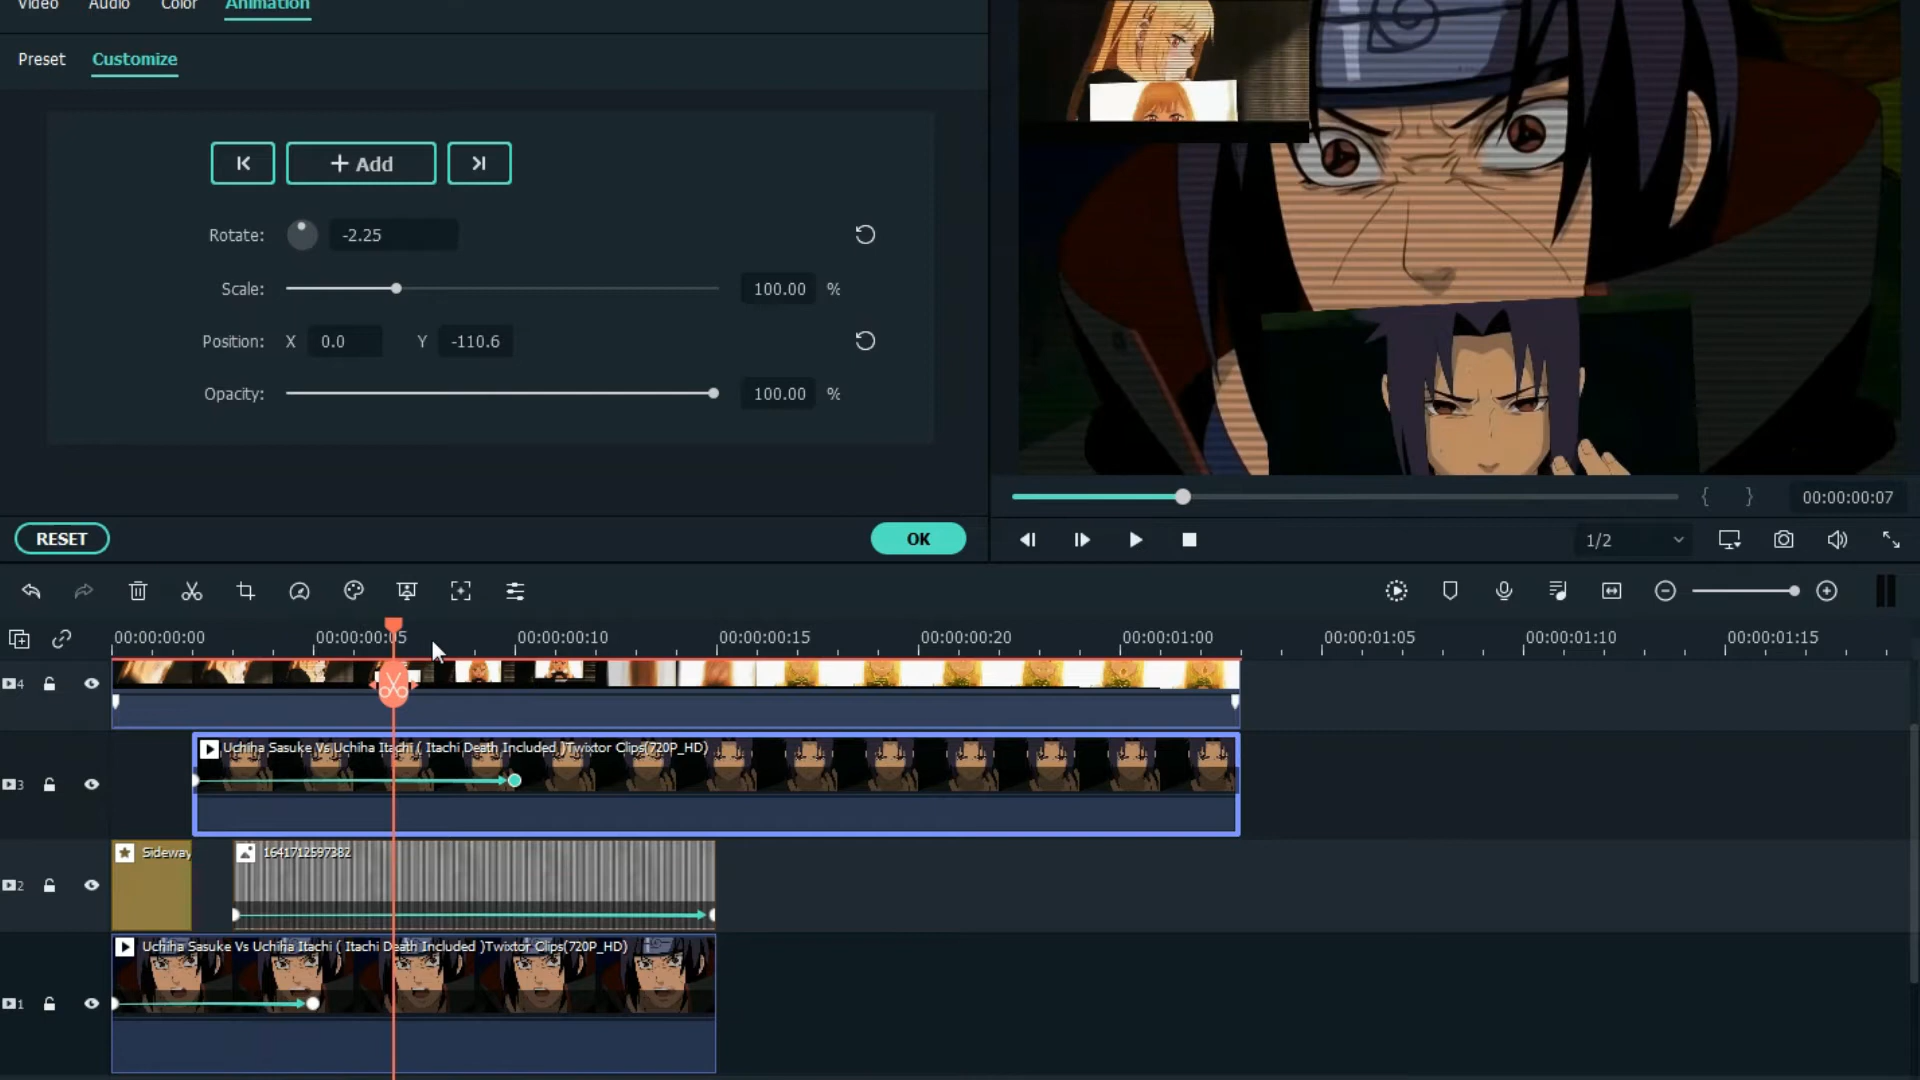 Video Audio Color Animation
Preset Customize
+ Add
Rotate: -2.25
Scale: 100.00 %
Position: X 0.0 Y -110.6
Opacity: 100.00 %
RESET OK
{ } 00:00:00:07
1/2
00:00:00:00 00:00:00:05 00:00:00:10 00:00:00:15 00:00:00:20 00:00:01:00 00:00:01:05 00:00:01:10 00:00:01:15
4
Uchiha Sasuke Vs Uchiha Itachi ( Itachi Death Included )Twixtor Clips(720P_HD)
3
Sideway 1641712597382
2
Uchiha Sasuke Vs Uchiha Itachi ( Itachi Death Included )Twixtor Clips(720P_HD)
1